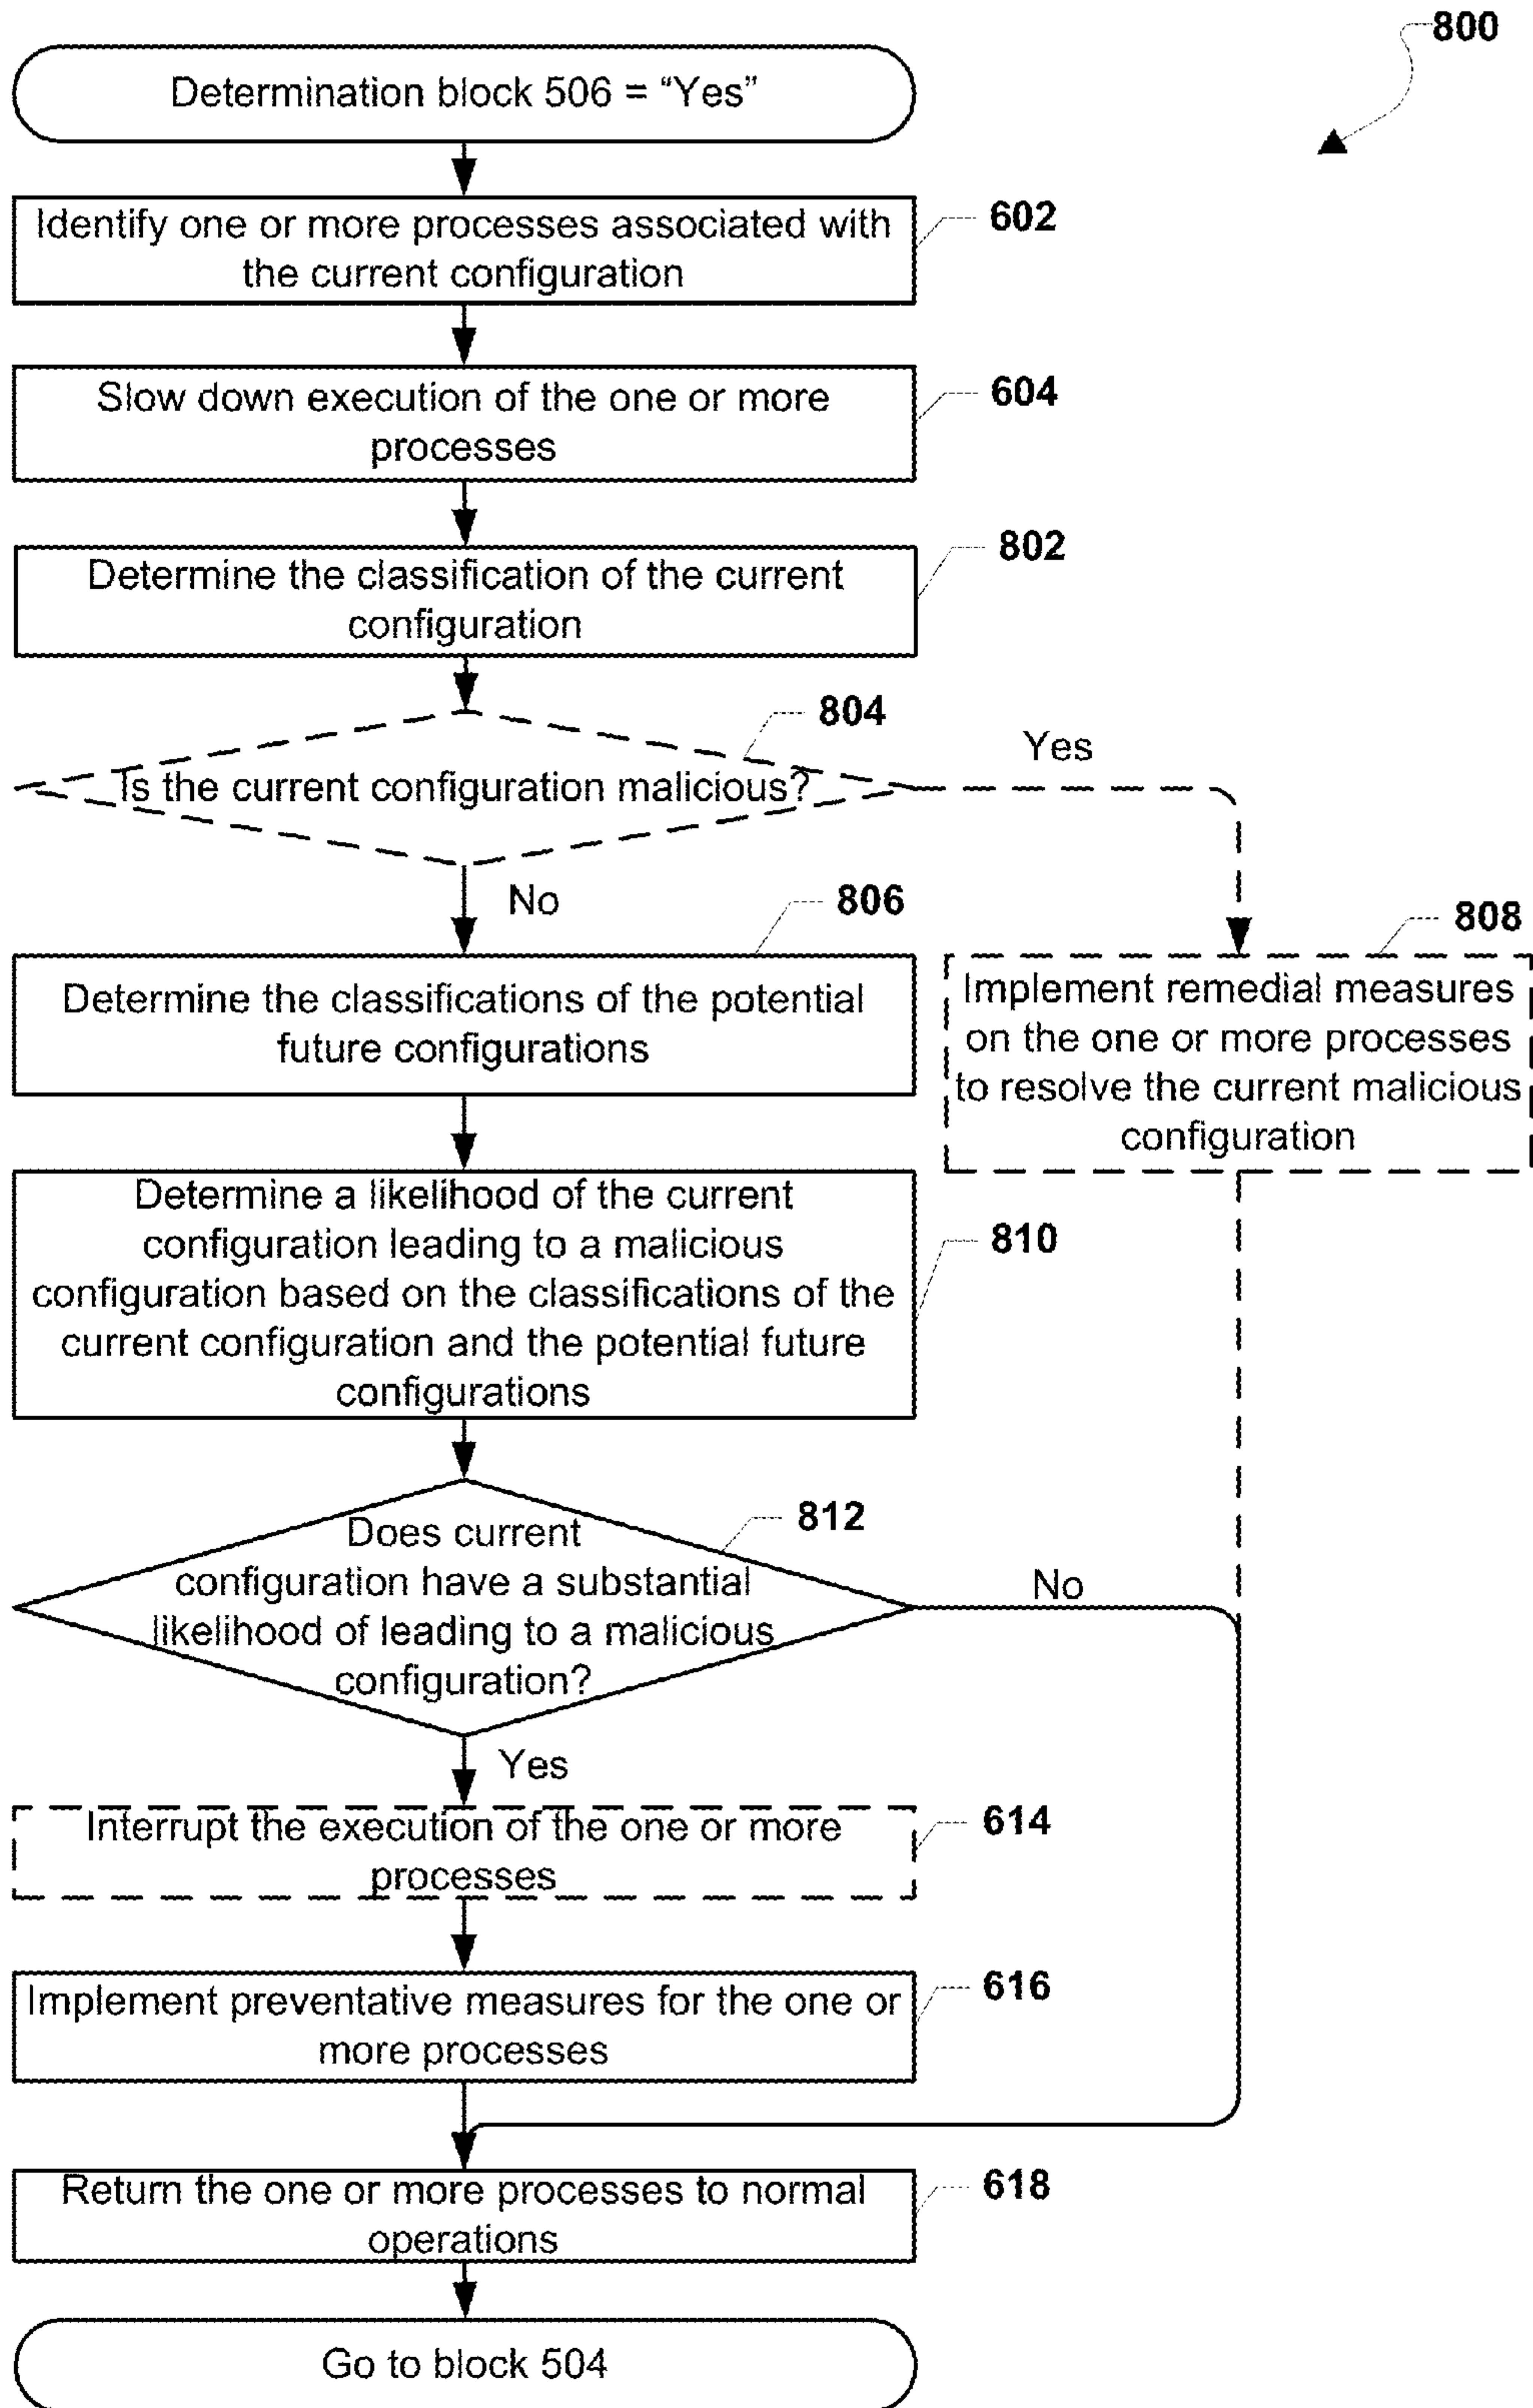 800
Determination block 506 = “Yes”
Identify one or more processes associated with
the current configuration
602
Slow down execution of the one or more
processes
604
Determine the classification of the current
configuration
802
804
Is the current configuration malicious?
Yes
No
806
Determine the classifications of the potential
future configurations
808
Implement remedial measures
on the one or more processes
to resolve the current malicious
configuration
Determine a likelihood of the current
configuration leading to a malicious
configuration based on the classifications of the
current configuration and the potential future
configurations
810
812
Does current
configuration have a substantial
likelihood of leading to a malicious
configuration?
No
Yes
Interrupt the execution of the one or more
processes
614
Implement preventative measures for the one or
more processes
616
Return the one or more processes to normal
operations
618
Go to block 504